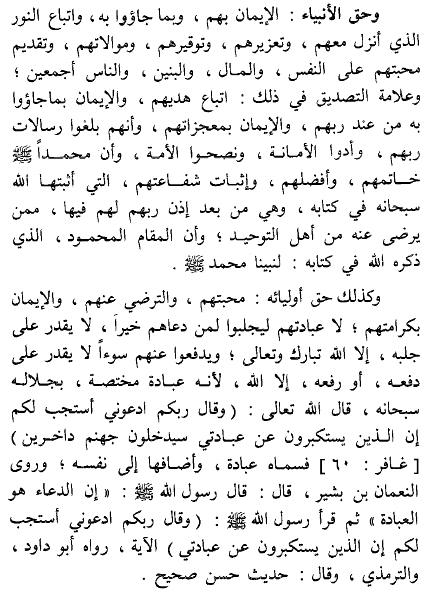 وحق الأنبياء : الإيمان بهم ، وبما جاؤوا به ، واتباع النور
الذي أنزل معهم ، وتعزيرهم ، وتوقيرهم ، وموالاتهم ، وتقديم
محبتهم على النفس ، والمال ، والبنين ، والناس أجمعين ؛
وعلامة التصديق في ذلك : اتباع هديهم ، والإيمان بماجاؤوا
به من عند ربهم ، والإيمان بمعجزاتهم ، وأنهم بلغوا رسالات
ربهم ، وأدوا الأمانة ، ونصحوا الأمة ، وأن محمداً ﷺ
خاتمهم ، وأفضلهم ، وإثبات شفاعتهم ، التي أثبتها الله
سبحانه في كتابه ، وهي من بعد إذن ربهم لهم فيها ، ممن
يرضى عنه من أهل التوحيد ؛ وأن المقام المحمود ، الذي
ذكره الله في كتابه : لنبينا محمد ﷺ .
وكذلك حق أوليائه : محبتهم ، والترضي عنهم ، والإيمان
بكرامتهم ؛ لا عبادتهم ليجلبوا لمن دعاهم خيراً ، لا يقدر على
جلبه ، إلا الله تبارك وتعالى ؛ ويدفعوا عنهم سوءاً لا يقدر على
دفعه ، أو رفعه ، إلا الله ، لأنه عبادة مختصة ، بجلاله
سبحانه ، قال الله تعالى : ( وقال ربكم ادعوني أستجب لكم
إن الذين يستكبرون عن عبادتي سيدخلون جهنم داخرين )
[ غافر : ٦٠ ] فسماه عبادة ، وأضافها إلى نفسه ؛ وروى
النعمان بن بشير ، قال : قال رسول الله ﷺ : « إن الدعاء هو
العبادة » ثم قرأ رسول الله ﷺ : ( وقال ربكم ادعوني أستجب
لكم إن الذين يستكبرون عن عبادتي ) الآية ، رواه أبو داود ،
والترمذي ، وقال : حديث حسن صحيح .